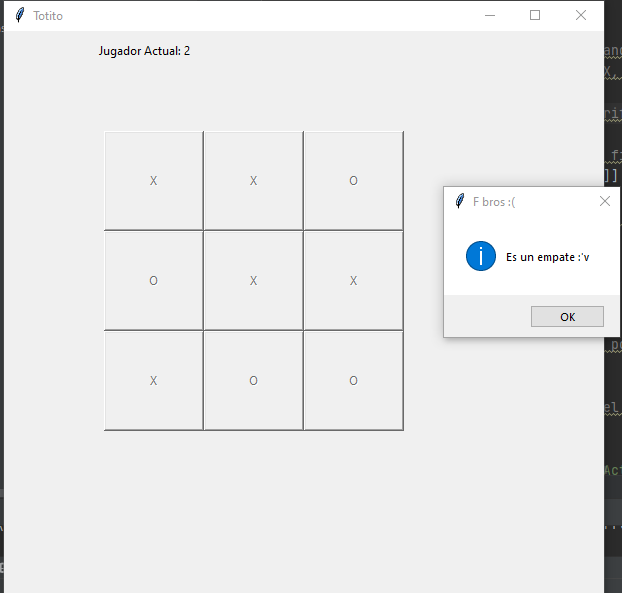 Totito
Jugador Actual: 2
X X O
O X X
X O O
F bros :(
Es un empate :'v
OK